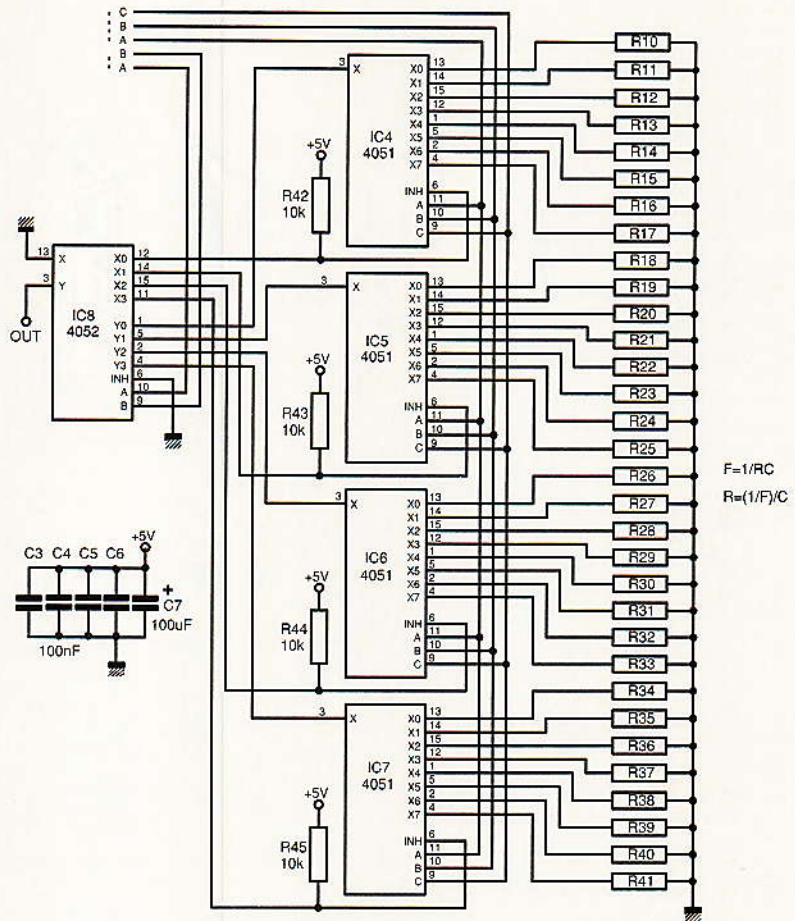 C
B
A
B
A
3 X X0 13 R10
X1 14 R11
X2 15 R12
X3 12 R13
X4 1 R14
X5 5 R15
X6 2 R16
X7 4 R17
IC4
4051
+5V
R42
10k
INH 6
A 11
B 10
C 9
13 X X0 12
3 Y X1 14
X2 15
X3 11
IC8
4052
OUT
Y0 1
Y1 5
Y2 2
Y3 4
INH 6
A 10
B 9
3 X X0 13 R18
X1 14 R19
X2 15 R20
X3 12 R21
X4 1 R22
X5 5 R23
X6 2 R24
X7 4 R25
IC5
4051
+5V
R43
10k
INH 6
A 11
B 10
C 9
3 X X0 13 R26
X1 14 R27
X2 15 R28
X3 12 R29
X4 1 R30
X5 5 R31
X6 2 R32
X7 4 R33
IC6
4051
+5V
R44
10k
INH 6
A 11
B 10
C 9
F=1/RC
R=(1/F)/C
+5V
C3 C4 C5 C6
+
C7
100uF
100nF
3 X X0 13 R34
X1 14 R35
X2 15 R36
X3 12 R37
X4 1 R38
X5 5 R39
X6 2 R40
X7 4 R41
IC7
4051
+5V
R45
10k
INH 6
A 11
B 10
C 9